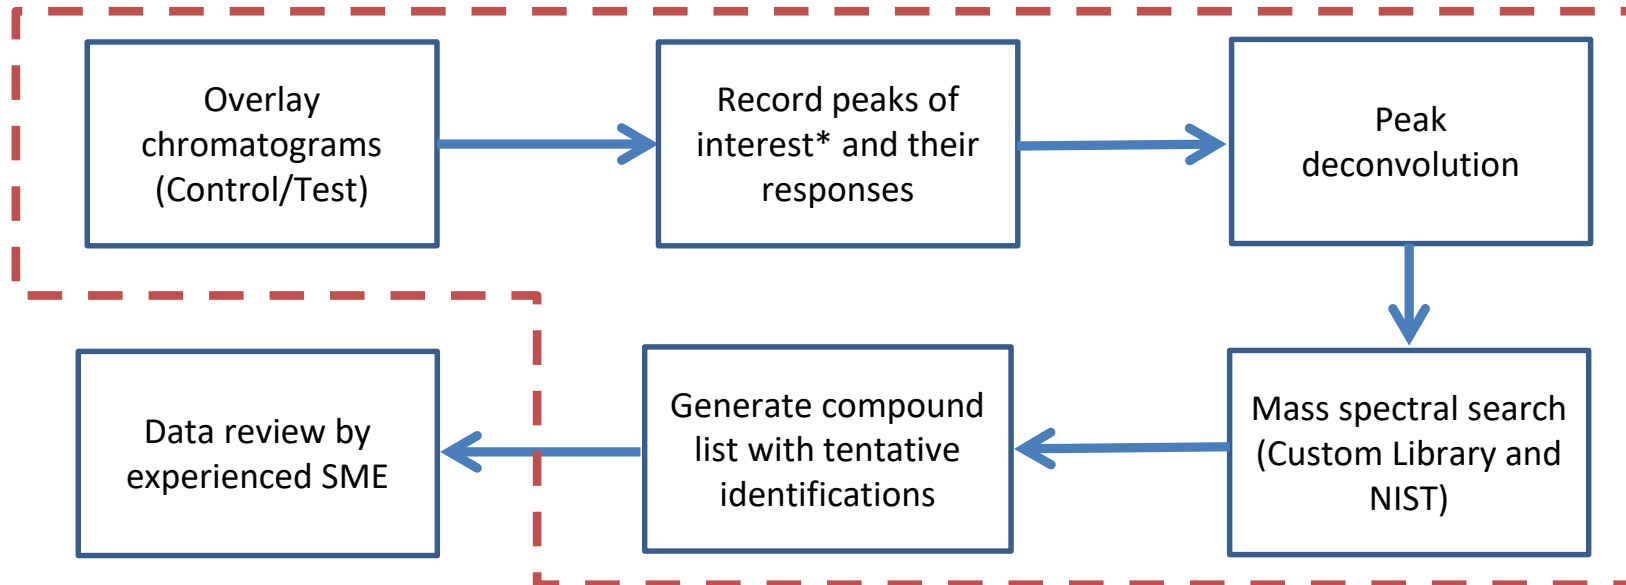 Overlay
chromatograms
(Control/Test)
Record peaks of
interest* and their
responses
Peak
deconvolution
Mass spectral search
(Custom Library and
NIST)
Generate compound
list with tentative
identifications
Data review by
experienced SME